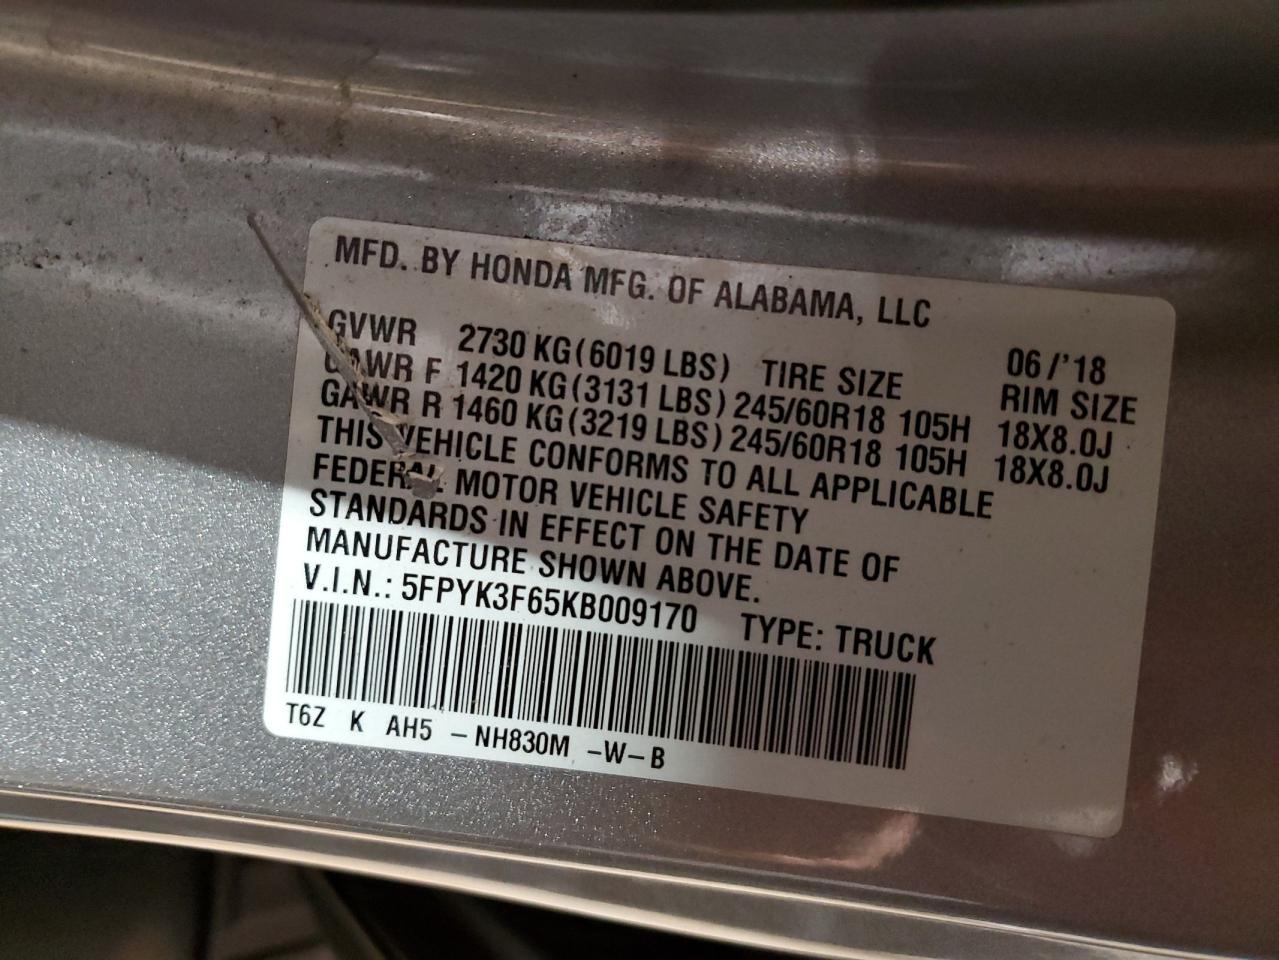 MFD. BY HONDA MFG. OF ALABAMA, LLC
06/'18
GVWR 2730 KG(6019 LBS) TIRE SIZE RIM SIZE
GAWR F 1420 KG(3131 LBS) 245/60R18 105H 18X8.0J
GAWR R 1460 KG(3219 LBS) 245/60R18 105H 18X8.0J
THIS VEHICLE CONFORMS TO ALL APPLICABLE
FEDERAL MOTOR VEHICLE SAFETY
STANDARDS IN EFFECT ON THE DATE OF
MANUFACTURE SHOWN ABOVE.
V.I.N.: 5FPYK3F65KB009170 TYPE: TRUCK
T6Z K AH5 -NH830M -W-B